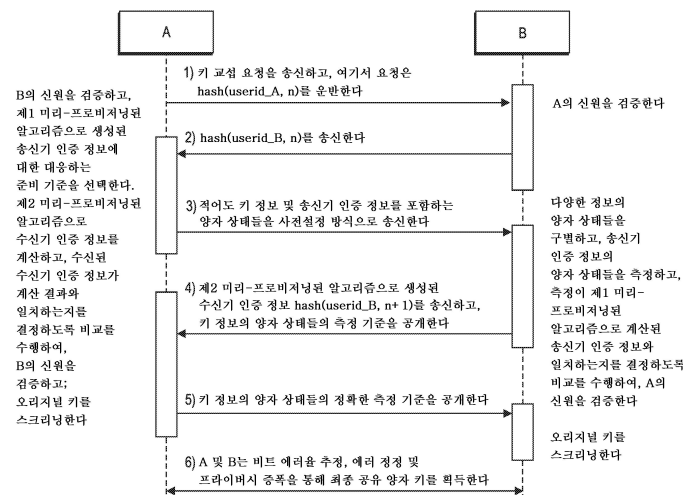 A
B
1) 키 교섭 요청을 송신하고, 여기서 요청은
hash(userid_A, n)를 운반한다
B의 신원을 검증하고,
제1 미리-프로비저닝된
알고리즘으로 생성된
송신기 인증 정보에
대한 대응하는
준비 기준을 선택한다.
제2 미리-프로비저닝된
알고리즘으로
수신기 인증 정보를
계산하고, 수신된
수신기 인증 정보가
계산 결과와
일치하는지를
결정하도록 비교를
수행하여,
B의 신원을
검증하고;
오리지널 키를
스크리닝한다
A의 신원을 검증한다
2) hash(userid_B, n)를 송신한다
3) 적어도 키 정보 및 송신기 인증 정보를 포함하는
양자 상태들을 사전설정 방식으로 송신한다
다양한 정보의
양자 상태들을
구별하고, 송신기
인증 정보의
양자 상태들을 측정하고,
측정이 제1 미리-
프로비저닝된
알고리즘으로 계산된
송신기 인증 정보와
일치하는지를 결정하도록
비교를 수행하여, A의
신원을 검증한다
4) 제2 미리-프로비저닝된 알고리즘으로 생성된
수신기 인증 정보 hash(userid_B, n+1)를 송신하고,
키 정보의 양자 상태들의 측정 기준을 공개한다
5) 키 정보의 양자 상태들의 정확한 측정 기준을 공개한다
오리지널 키를
스크리닝한다
6) A 및 B는 비트 에러율 추정, 에러 정정 및
프라이버시 증폭을 통해 최종 공유 양자 키를 획득한다